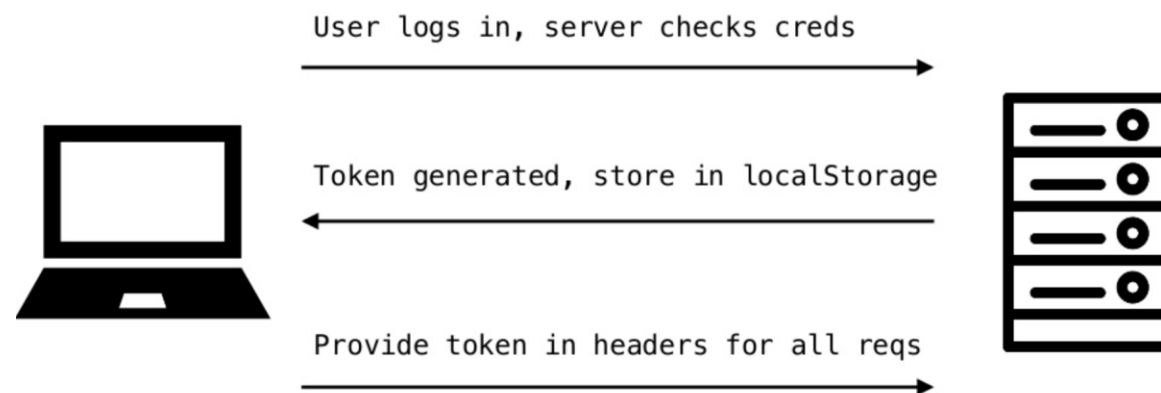 User logs in, server checks creds
Token generated, store in localStorage
Provide token in headers for all reqs